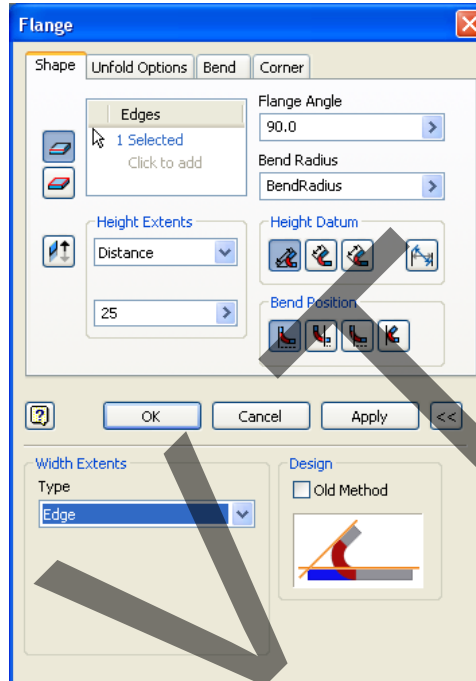 Flange
Shape
Unfold Options
Bend
Corner
Edges
1 Selected
Click to add
Flange Angle
90.0
Bend Radius
BendRadius
Height Extents
Distance
25
Height Datum
Bend Position
OK
Cancel
Apply
<<
Width Extents
Type
Edge
Design
Old Method